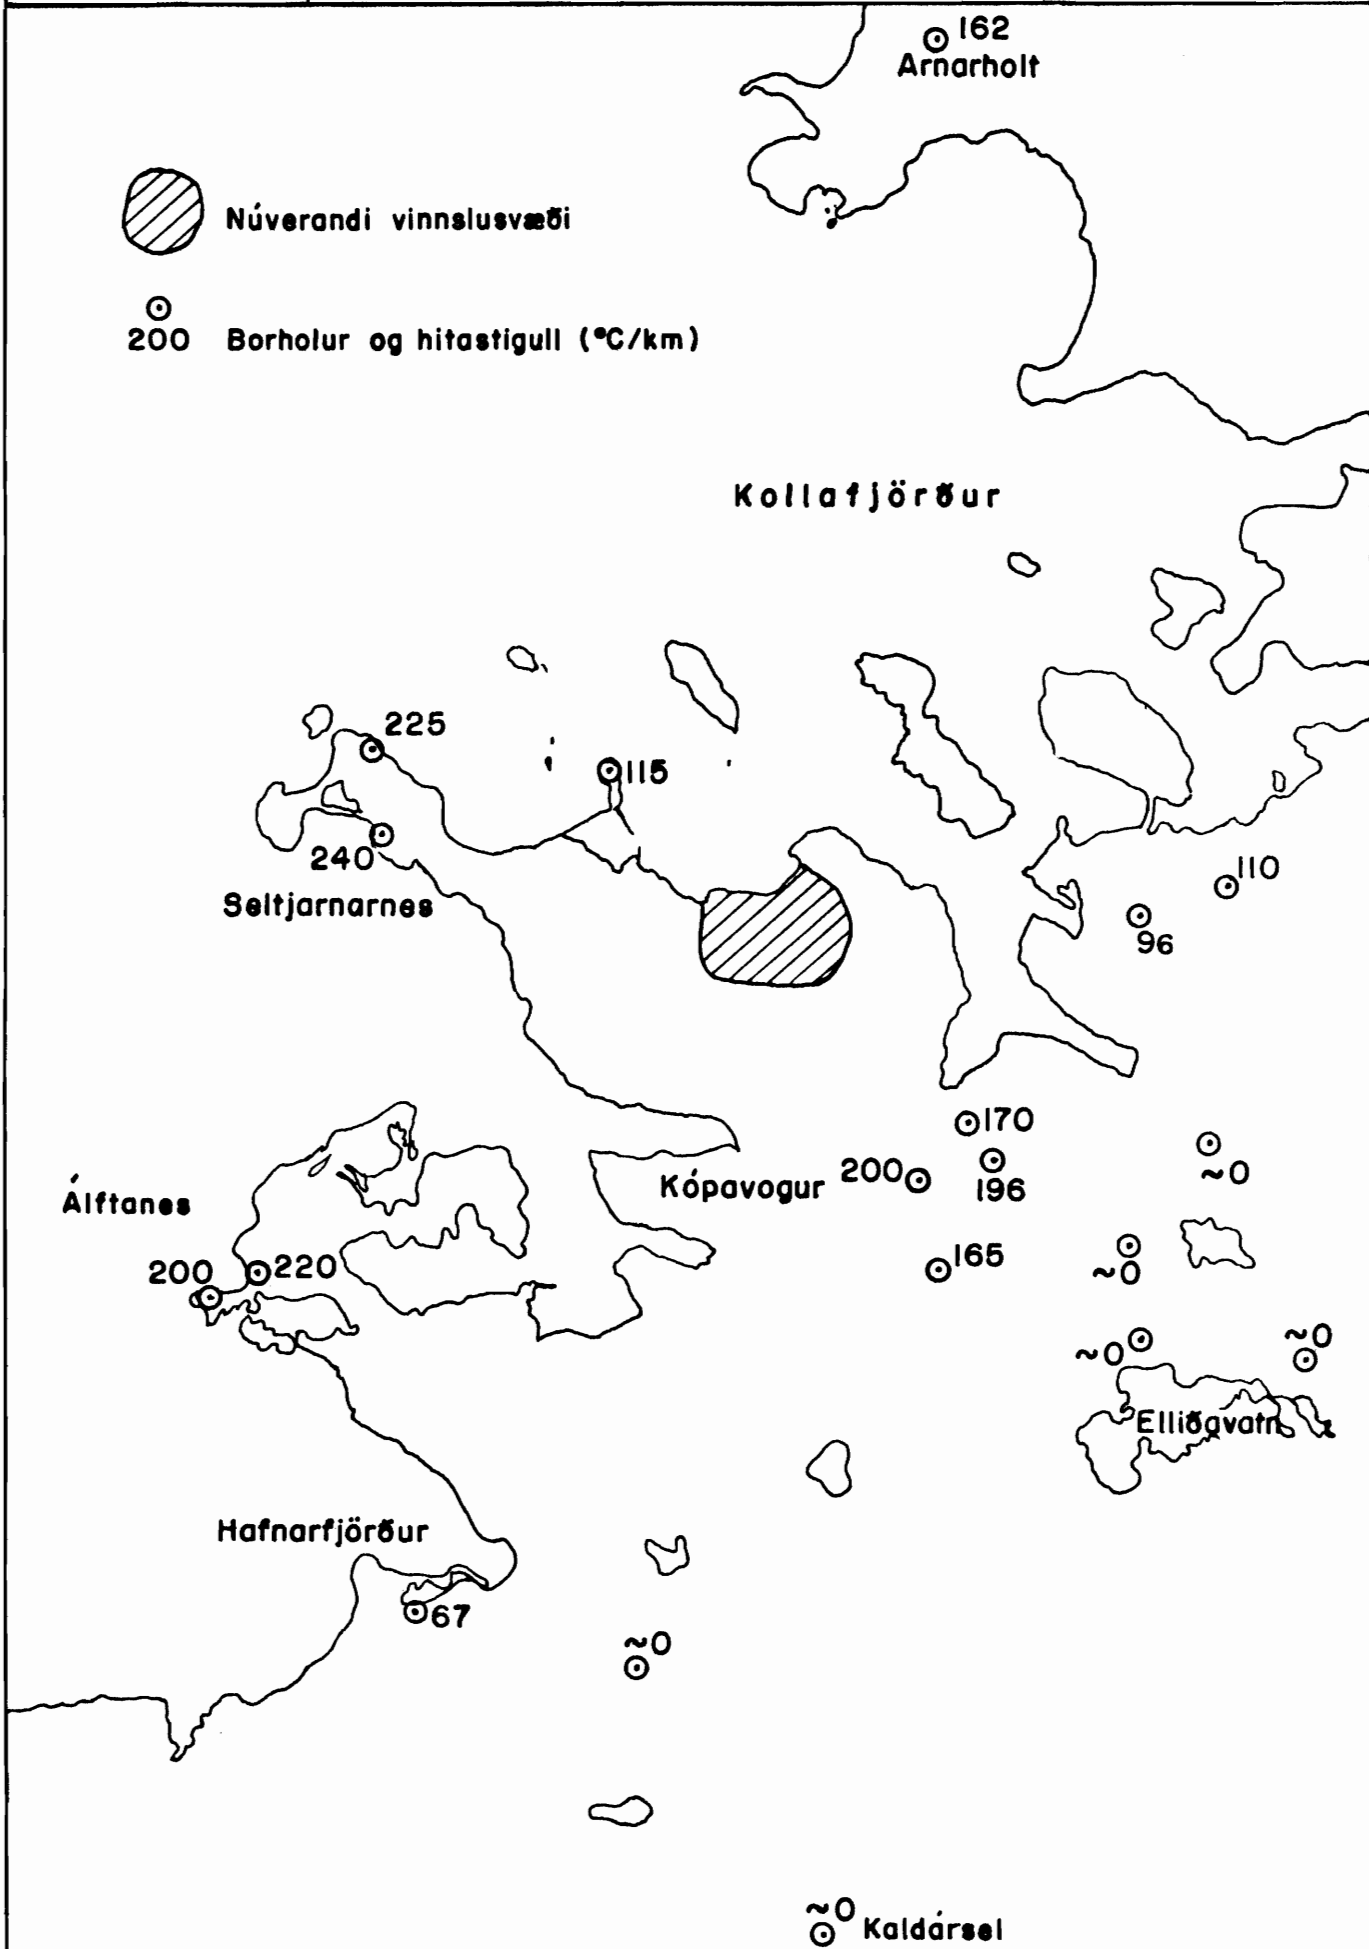 162
Arnarholt
Núverandi vinnslusvæði
200 Borholur og hitastigull (°C/km)
Kollafjörður
225
115
240
Seltjarnarnes
110
96
170
200
196
~0
Kópavogur
Álftanes
200
220
165
~0
~0
~0
Elliðavatn
Hafnarfjörður
67
~0
~0
Kaldársel